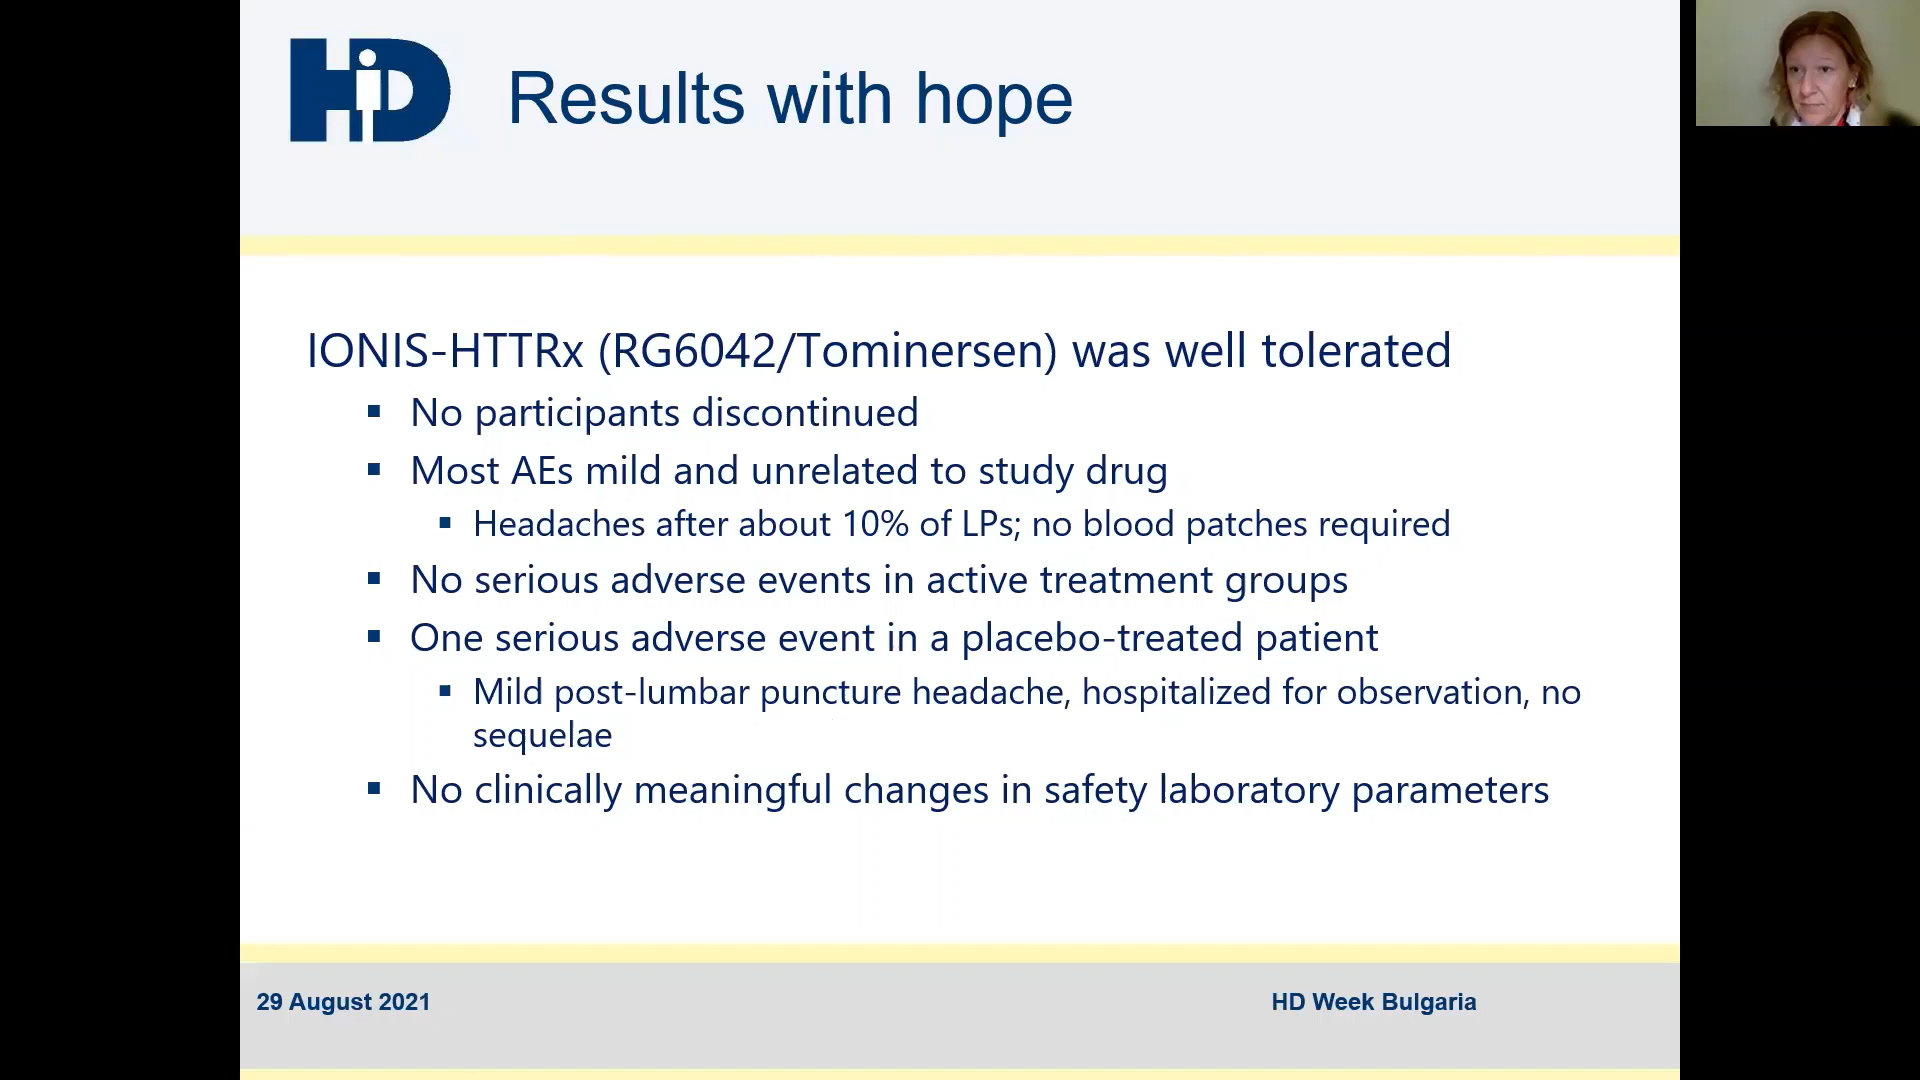 HD
Results with hope
IONIS-HTTRx (RG6042/Tominersen) was well tolerated
▪ No participants discontinued
▪ Most AEs mild and unrelated to study drug
▪ Headaches after about 10% of LPs; no blood patches required
▪ No serious adverse events in active treatment groups
▪ One serious adverse event in a placebo-treated patient
▪ Mild post-lumbar puncture headache, hospitalized for observation, no
sequelae
▪ No clinically meaningful changes in safety laboratory parameters
29 August 2021
HD Week Bulgaria